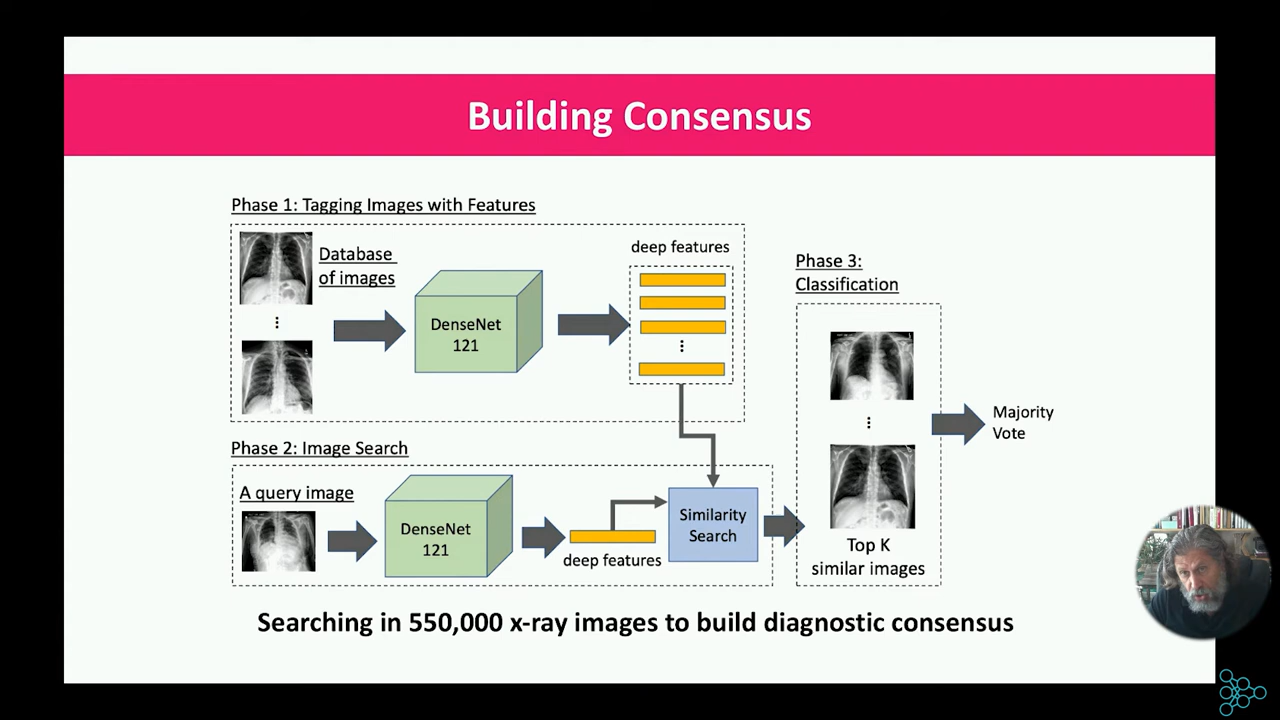 Building Consensus
Phase 1: Tagging Images with Features
Database
of images
DenseNet
121
deep features
Phase 2: Image Search
A query image
DenseNet
121
deep features
Similarity
Search
Phase 3:
Classification
Top K
similar images
Majority
Vote
Searching in 550,000 x-ray images to build diagnostic consensus